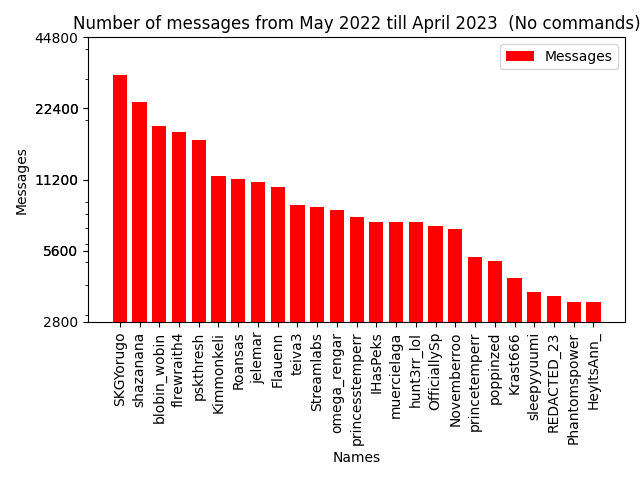 Number of messages from May 2022 till April 2023  (No commands)
Messages
44800
22400
11200
5600
2800
Messages
SKGYorugo
shazanana
blobin_wobin
flrewraith4
pskthresh
Kimmonkeli
Roansas
jelemar
Flauenn
teiva3
Streamlabs
omega_rengar
princesstemperr
lHasPeks
muercielaga
hunt3rr_lol
OfficiallySp
Novemberroo
princetemperr
poppinzed
Krast666
sleepyyuumi
REDACTED_23
Phantomspower
HeyItsAnn_
Names